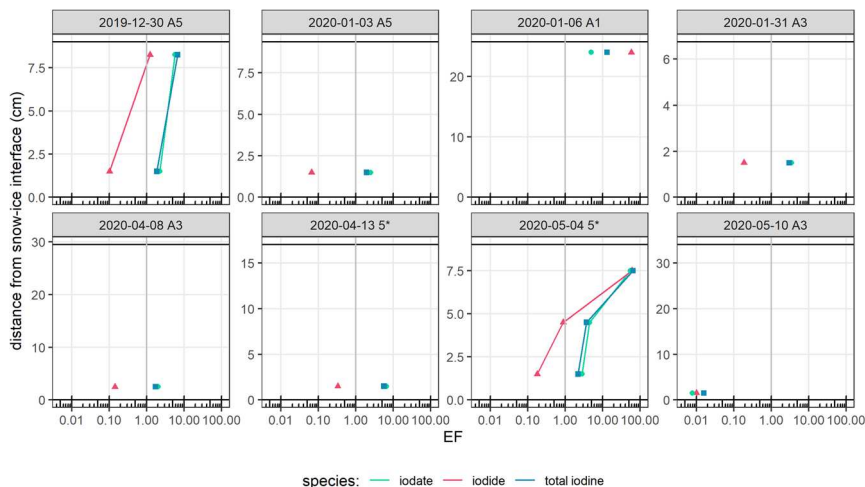 2019-12-30 A5 2020-01-03 A5 2020-01-06 A1 2020-01-31 A3
7.5 7.5 20 6
5.0 5.0 4
10
2.5 2.5 2
0.0 0.0 0 0
2020-04-08 A3 2020-04-13 5* 2020-05-04 5* 2020-05-10 A3
30 15 7.5 30
20 10 5.0 20
10 5 2.5 10
0 0 0.0 0
0.01 0.10 1.00 10.00 100.00 0.01 0.10 1.00 10.00 100.00 0.01 0.10 1.00 10.00 100.00 0.01 0.10 1.00 10.00 100.00
distance from snow-ice interface (cm)
EF
species: iodate iodide total iodine